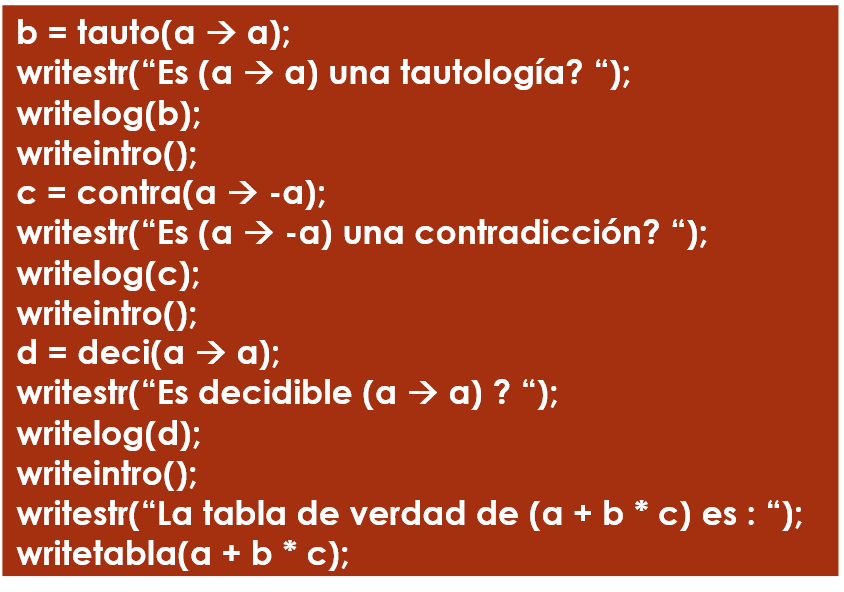 b = tauto(a → a);
writestr(“Es (a → a) una tautología? “);
writelog(b);
writeintro();
c = contra(a → -a);
writestr(“Es (a → -a) una contradicción? “);
writelog(c);
writeintro();
d = deci(a → a);
writestr(“Es decidible (a → a) ? “);
writelog(d);
writeintro();
writestr(“La tabla de verdad de (a + b * c) es : “);
writetabla(a + b * c);